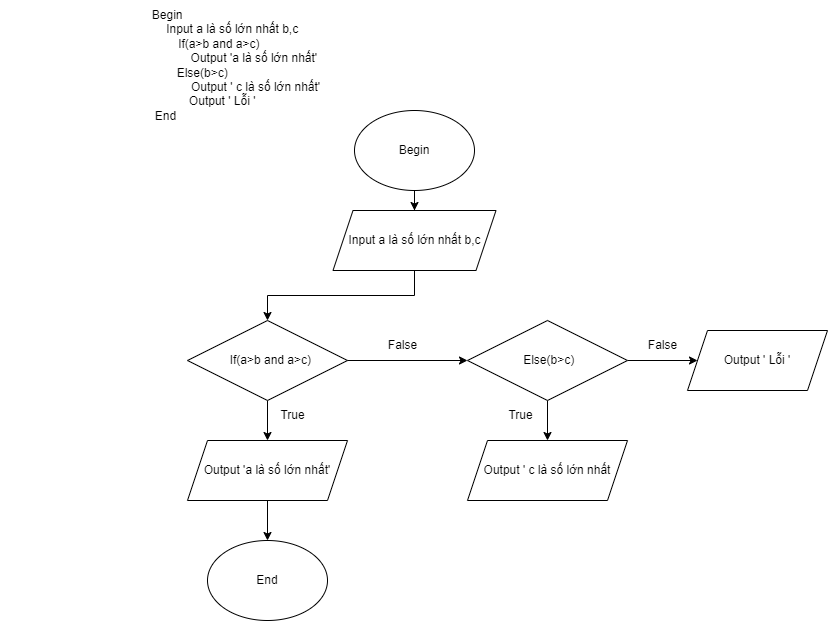 Begin
Input a là số lớn nhất b,c
If(a>b and a>c)
Output 'a là số lớn nhất'
Else(b>c)
Output ' c là số lớn nhất'
Output ' Lỗi '
End
Begin
Input a là số lớn nhất b,c
If(a>b and a>c)
False
Else(b>c)
False
Output ' Lỗi '
True
True
Output 'a là số lớn nhất'
Output ' c là số lớn nhất
End